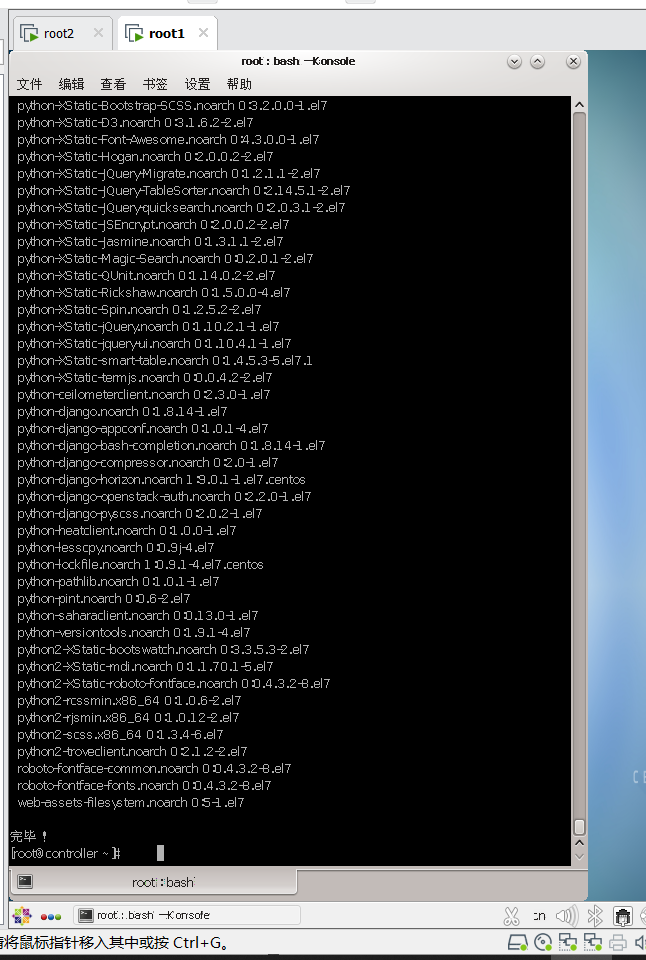 root2
root1
root : bash — Konsole
文件 编辑 查看 书签 设置 帮助
python-XStatic-Bootstrap-SCSS.noarch 0:3.2.0.0-1.el7
python-XStatic-D3.noarch 0:3.1.6.2-2.el7
python-XStatic-Font-Awesome.noarch 0:4.3.0.0-1.el7
python-XStatic-Hogan.noarch 0:2.0.0.2-2.el7
python-XStatic-JQuery-Migrate.noarch 0:1.2.1.1-2.el7
python-XStatic-JQuery-TableSorter.noarch 0:2.14.5.1-2.el7
python-XStatic-JQuery-quicksearch.noarch 0:2.0.3.1-2.el7
python-XStatic-JSEncrypt.noarch 0:2.0.0.2-2.el7
python-XStatic-Jasmine.noarch 0:1.3.1.1-2.el7
python-XStatic-Magic-Search.noarch 0:0.2.0.1-2.el7
python-XStatic-QUnit.noarch 0:1.14.0.2-2.el7
python-XStatic-Rickshaw.noarch 0:1.5.0.0-4.el7
python-XStatic-Spin.noarch 0:1.2.5.2-2.el7
python-XStatic-jQuery.noarch 0:1.10.2.1-1.el7
python-XStatic-jquery-ui.noarch 0:1.10.4.1-1.el7
python-XStatic-smart-table.noarch 0:1.4.5.3-5.el7.1
python-XStatic-termjs.noarch 0:0.0.4.2-2.el7
python-ceilometerclient.noarch 0:2.3.0-1.el7
python-django.noarch 0:1.8.14-1.el7
python-django-appconf.noarch 0:1.0.1-4.el7
python-django-bash-completion.noarch 0:1.8.14-1.el7
python-django-compressor.noarch 0:2.0-1.el7
python-django-horizon.noarch 1:9.0.1-1.el7.centos
python-django-openstack-auth.noarch 0:2.2.0-1.el7
python-django-pyscss.noarch 0:2.0.2-1.el7
python-heatclient.noarch 0:1.0.0-1.el7
python-lesscpy.noarch 0:0.9j-4.el7
python-lockfile.noarch 1:0.9.1-4.el7.centos
python-pathlib.noarch 0:1.0.1-1.el7
python-pint.noarch 0:0.6-2.el7
python-saharaclient.noarch 0:0.13.0-1.el7
python-versiontools.noarch 0:1.9.1-4.el7
python2-XStatic-bootswatch.noarch 0:3.3.5.3-2.el7
python2-XStatic-mdi.noarch 0:1.1.70.1-5.el7
python2-XStatic-roboto-fontface.noarch 0:0.4.3.2-8.el7
python2-rcssmin.x86_64 0:1.0.6-2.el7
python2-rjsmin.x86_64 0:1.0.12-2.el7
python2-scss.x86_64 0:1.3.4-6.el7
python2-troveclient.noarch 0:2.1.2-2.el7
roboto-fontface-common.noarch 0:0.4.3.2-8.el7
roboto-fontface-fonts.noarch 0:0.4.3.2-8.el7
web-assets-filesystem.noarch 0:5-1.el7
完毕！
[root@controller ~]#
root : bash
root : bash — Konsole
将鼠标指针移入其中或按 Ctrl+G。